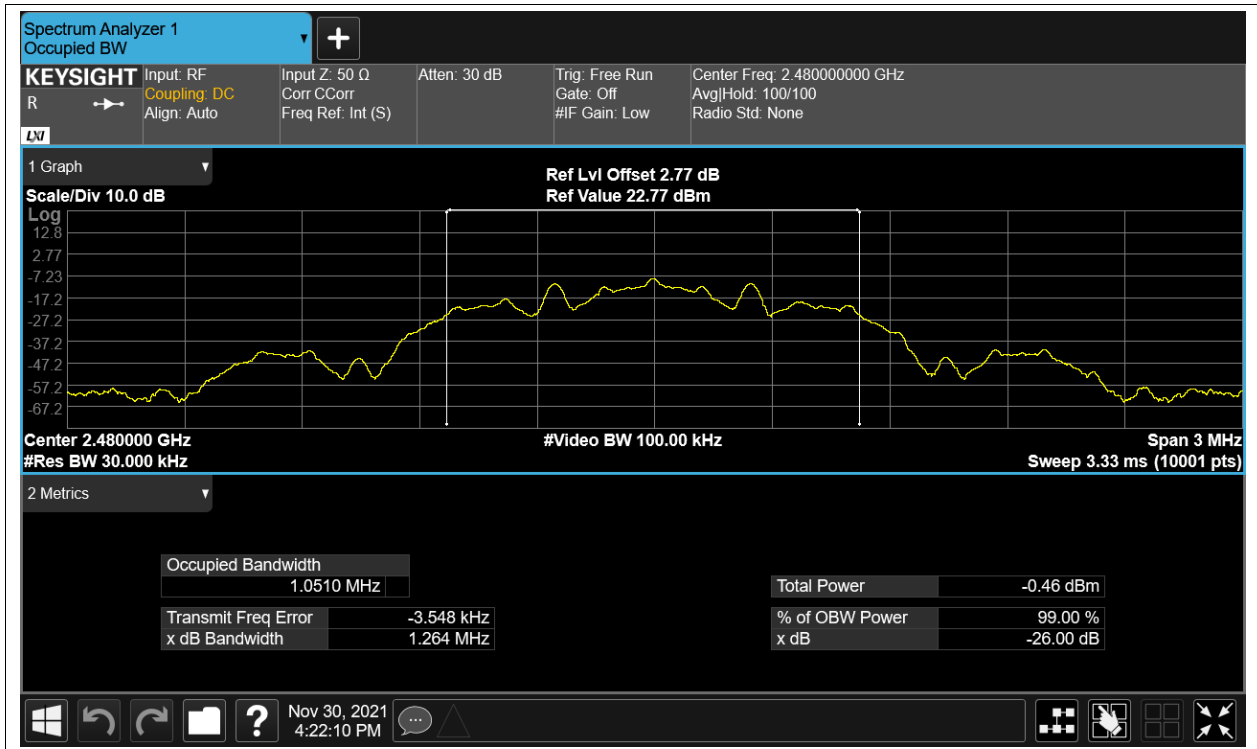 Spectrum Analyzer 1
Occupied BW
KEYSIGHT
R
LXI
Input: RF
Coupling: DC
Align: Auto
Input Z: 50 Ω
Corr CCorr
Freq Ref: Int (S)
Atten: 30 dB
Trig: Free Run
Gate: Off
#IF Gain: Low
Center Freq: 2.480000000 GHz
Avg|Hold: 100/100
Radio Std: None
1 Graph
Scale/Div 10.0 dB
Ref Lvl Offset 2.77 dB
Ref Value 22.77 dBm
Log
12.8
2.77
-7.23
-17.2
-27.2
-37.2
-47.2
-57.2
-67.2
Center 2.480000 GHz
#Res BW 30.000 kHz
#Video BW 100.00 kHz
Span 3 MHz
Sweep 3.33 ms (10001 pts)
2 Metrics
Occupied Bandwidth
1.0510 MHz
Transmit Freq Error -3.548 kHz
x dB Bandwidth 1.264 MHz
Total Power -0.46 dBm
% of OBW Power 99.00 %
x dB -26.00 dB
?
Nov 30, 2021
4:22:10 PM